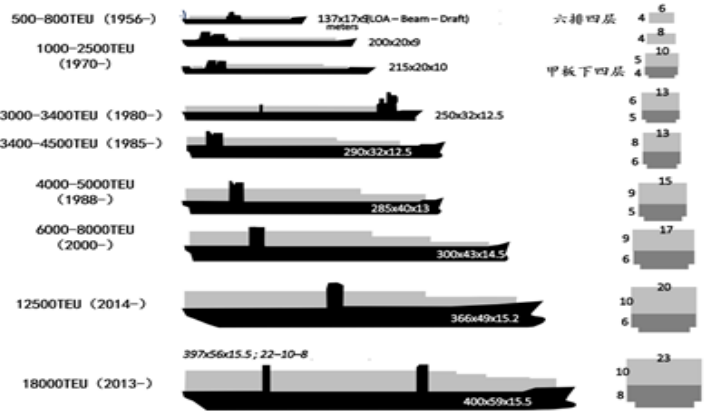 500-800TEU (1956-) 137x17x9(LOA – Beam – Draft) 六排四层 6
meters 4
1000-2500TEU 200x20x9 8
4
(1970-) 215x20x10 甲板下四层 10
5
4
3000-3400TEU (1980-) 250x32x12.5 13
6
5
3400-4500TEU (1985-) 290x32x12.5 13
8
6
4000-5000TEU 15
(1988-) 285x40x13 9
5
6000-8000TEU 17
(2000-) 300x43x14.5 9
6
20
12500TEU (2014-) 366x49x15.2 10
6
397x56x15.5 ; 22-10-8 23
18000TEU (2013-) 400x59x15.5 10
8